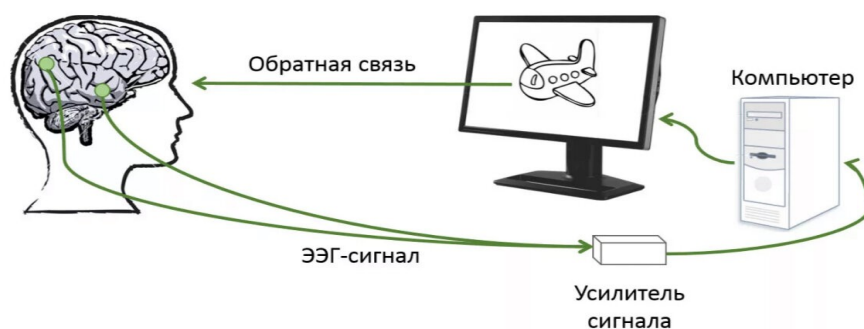 Обратная связь
Компьютер
ЭЭГ-сигнал
Усилитель
сигнала